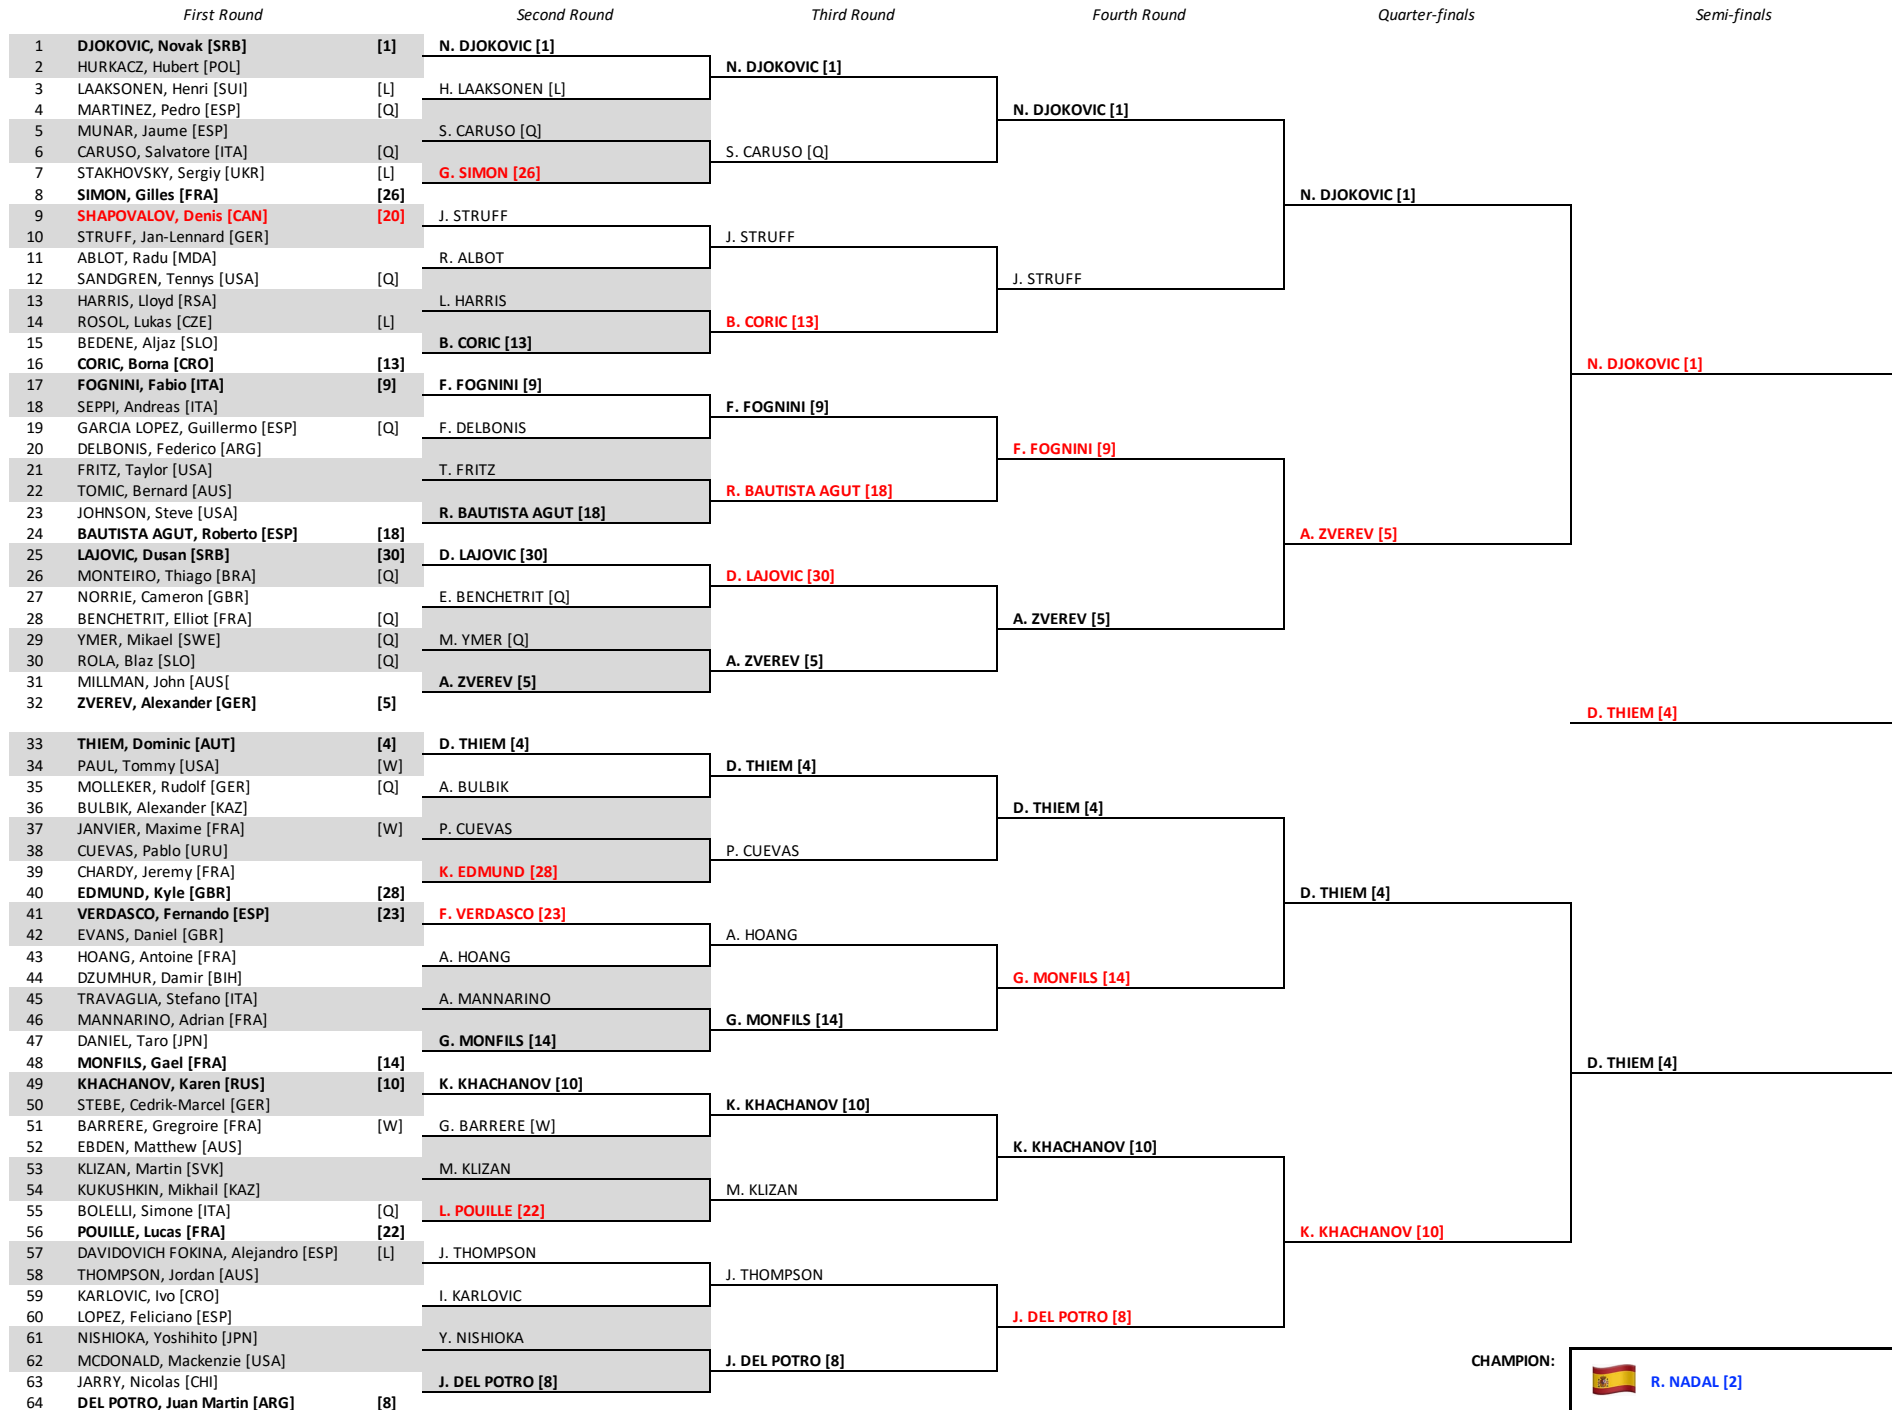 First Round Second Round Third Round Fourth Round Quarter-finals Semi-finals
1 DJOKOVIC, Novak [SRB] [1]
2 HURKACZ, Hubert [POL]
3 LAAKSONEN, Henri [SUI] [L]
4 MARTINEZ, Pedro [ESP] [Q]
5 MUNAR, Jaume [ESP]
6 CARUSO, Salvatore [ITA] [Q]
7 STAKHOVSKY, Sergiy [UKR] [L]
8 SIMON, Gilles [FRA] [26]
9 SHAPOVALOV, Denis [CAN] [20]
10 STRUFF, Jan-Lennard [GER]
11 ABLOT, Radu [MDA]
12 SANDGREN, Tennys [USA] [Q]
13 HARRIS, Lloyd [RSA]
14 ROSOL, Lukas [CZE] [L]
15 BEDENE, Aljaz [SLO]
16 CORIC, Borna [CRO] [13]
17 FOGNINI, Fabio [ITA] [9]
18 SEPPI, Andreas [ITA]
19 GARCIA LOPEZ, Guillermo [ESP] [Q]
20 DELBONIS, Federico [ARG]
21 FRITZ, Taylor [USA]
22 TOMIC, Bernard [AUS]
23 JOHNSON, Steve [USA]
24 BAUTISTA AGUT, Roberto [ESP] [18]
25 LAJOVIC, Dusan [SRB] [30]
26 MONTEIRO, Thiago [BRA] [Q]
27 NORRIE, Cameron [GBR]
28 BENCHETRIT, Elliot [FRA] [Q]
29 YMER, Mikael [SWE] [Q]
30 ROLA, Blaz [SLO] [Q]
31 MILLMAN, John [AUS[
32 ZVEREV, Alexander [GER] [5]
33 THIEM, Dominic [AUT] [4]
34 PAUL, Tommy [USA] [W]
35 MOLLEKER, Rudolf [GER] [Q]
36 BULBIK, Alexander [KAZ]
37 JANVIER, Maxime [FRA] [W]
38 CUEVAS, Pablo [URU]
39 CHARDY, Jeremy [FRA]
40 EDMUND, Kyle [GBR] [28]
41 VERDASCO, Fernando [ESP] [23]
42 EVANS, Daniel [GBR]
43 HOANG, Antoine [FRA]
44 DZUMHUR, Damir [BIH]
45 TRAVAGLIA, Stefano [ITA]
46 MANNARINO, Adrian [FRA]
47 DANIEL, Taro [JPN]
48 MONFILS, Gael [FRA] [14]
49 KHACHANOV, Karen [RUS] [10]
50 STEBE, Cedrik-Marcel [GER]
51 BARRERE, Gregroire [FRA] [W]
52 EBDEN, Matthew [AUS]
53 KLIZAN, Martin [SVK]
54 KUKUSHKIN, Mikhail [KAZ]
55 BOLELLI, Simone [ITA] [Q]
56 POUILLE, Lucas [FRA] [22]
57 DAVIDOVICH FOKINA, Alejandro [ESP] [L]
58 THOMPSON, Jordan [AUS]
59 KARLOVIC, Ivo [CRO]
60 LOPEZ, Feliciano [ESP]
61 NISHIOKA, Yoshihito [JPN]
62 MCDONALD, Mackenzie [USA]
63 JARRY, Nicolas [CHI]
64 DEL POTRO, Juan Martin [ARG] [8]
N. DJOKOVIC [1]
H. LAAKSONEN [L]
S. CARUSO [Q]
G. SIMON [26]
J. STRUFF
R. ALBOT
L. HARRIS
B. CORIC [13]
F. FOGNINI [9]
F. DELBONIS
T. FRITZ
R. BAUTISTA AGUT [18]
D. LAJOVIC [30]
E. BENCHETRIT [Q]
M. YMER [Q]
A. ZVEREV [5]
D. THIEM [4]
A. BULBIK
P. CUEVAS
K. EDMUND [28]
F. VERDASCO [23]
A. HOANG
A. MANNARINO
G. MONFILS [14]
K. KHACHANOV [10]
G. BARRERE [W]
M. KLIZAN
L. POUILLE [22]
J. THOMPSON
I. KARLOVIC
Y. NISHIOKA
J. DEL POTRO [8]
N. DJOKOVIC [1]
S. CARUSO [Q]
J. STRUFF
B. CORIC [13]
F. FOGNINI [9]
R. BAUTISTA AGUT [18]
D. LAJOVIC [30]
A. ZVEREV [5]
D. THIEM [4]
P. CUEVAS
A. HOANG
G. MONFILS [14]
K. KHACHANOV [10]
M. KLIZAN
J. THOMPSON
J. DEL POTRO [8]
N. DJOKOVIC [1]
J. STRUFF
F. FOGNINI [9]
A. ZVEREV [5]
D. THIEM [4]
G. MONFILS [14]
K. KHACHANOV [10]
J. DEL POTRO [8]
N. DJOKOVIC [1]
A. ZVEREV [5]
D. THIEM [4]
K. KHACHANOV [10]
N. DJOKOVIC [1]
D. THIEM [4]
D. THIEM [4]
CHAMPION:
R. NADAL [2]